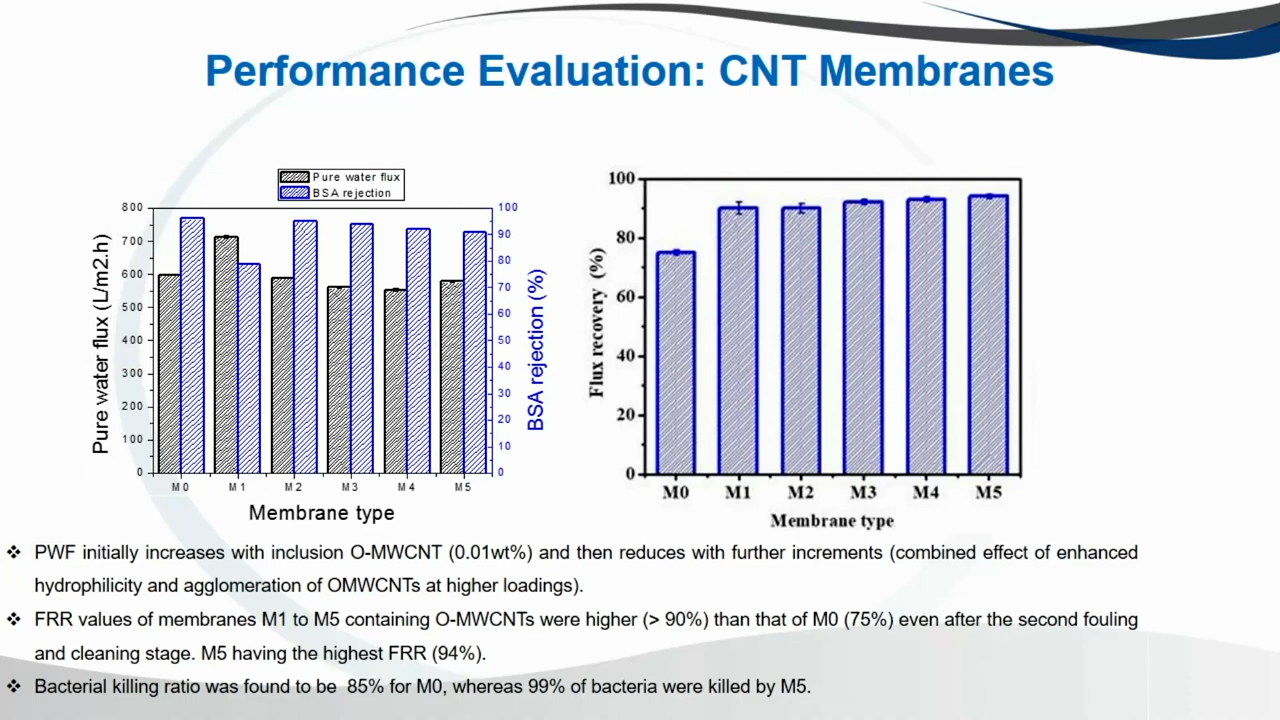 Performance Evaluation: CNT Membranes
Pure water flux
BSA rejection
800
700
600
500
400
300
200
100
0
Pure water flux (L/m2.h)
100
90
80
70
60
50
40
30
20
10
0
BSA rejection (%)
M0 M1 M2 M3 M4 M5
Membrane type
100
80
60
40
20
0
Flux recovery (%)
M0 M1 M2 M3 M4 M5
Membrane type
❖ PWF initially increases with inclusion O-MWCNT (0.01wt%) and then reduces with further increments (combined effect of enhanced
hydrophilicity and agglomeration of OMWCNTs at higher loadings).
❖ FRR values of membranes M1 to M5 containing O-MWCNTs were higher (> 90%) than that of M0 (75%) even after the second fouling
and cleaning stage. M5 having the highest FRR (94%).
❖ Bacterial killing ratio was found to be 85% for M0, whereas 99% of bacteria were killed by M5.